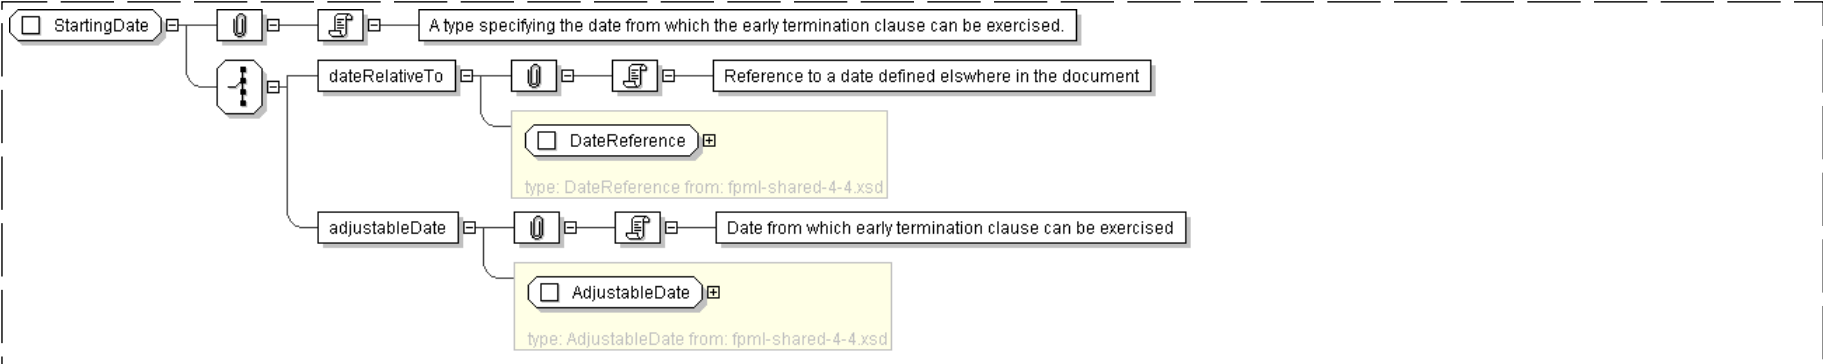 StartingDate
A type specifying the date from which the early termination clause can be exercised.
dateRelativeTo
Reference to a date defined elswhere in the document
DateReference
type: DateReference from: fpml-shared-4-4.xsd
adjustableDate
Date from which early termination clause can be exercised
AdjustableDate
type: AdjustableDate from: fpml-shared-4-4.xsd